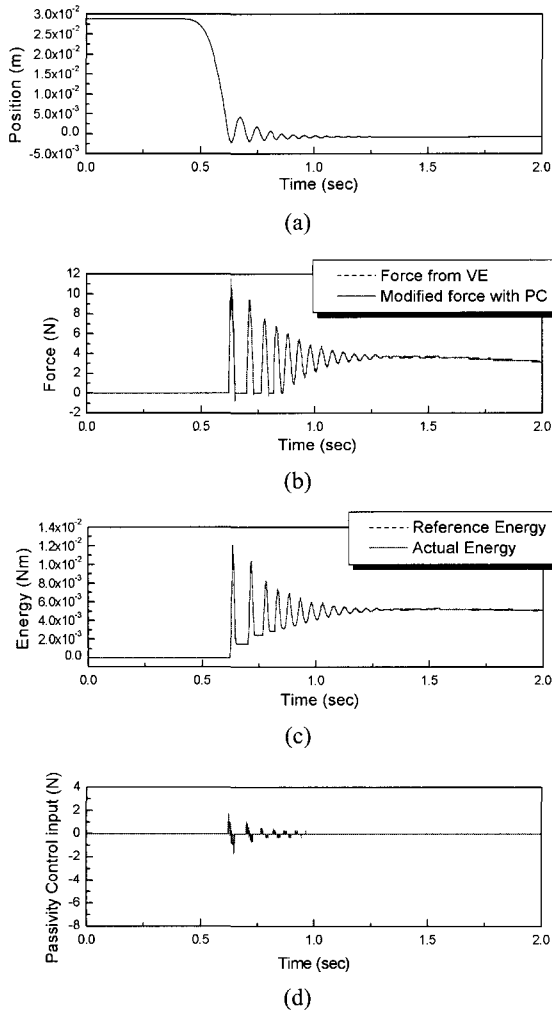 3.0x10⁻²
2.5x10⁻²
2.0x10⁻²
1.5x10⁻²
1.0x10⁻²
5.0x10⁻³
0.0
-5.0x10⁻³
Position (m)
0.0 0.5 1.0 1.5 2.0
Time (sec)
(a)
12
10
8
6
4
2
0
-2
Force (N)
Force from VE
Modified force with PC
0.0 0.5 1.0 1.5 2.0
Time (sec)
(b)
1.4x10⁻²
1.2x10⁻²
1.0x10⁻²
8.0x10⁻³
6.0x10⁻³
4.0x10⁻³
2.0x10⁻³
0.0
Energy (Nm)
Reference Energy
Actual Energy
0.0 0.5 1.0 1.5 2.0
Time (sec)
(c)
4
2
0
-2
-4
-6
-8
Passivity Control input (N)
0.0 0.5 1.0 1.5 2.0
Time (sec)
(d)